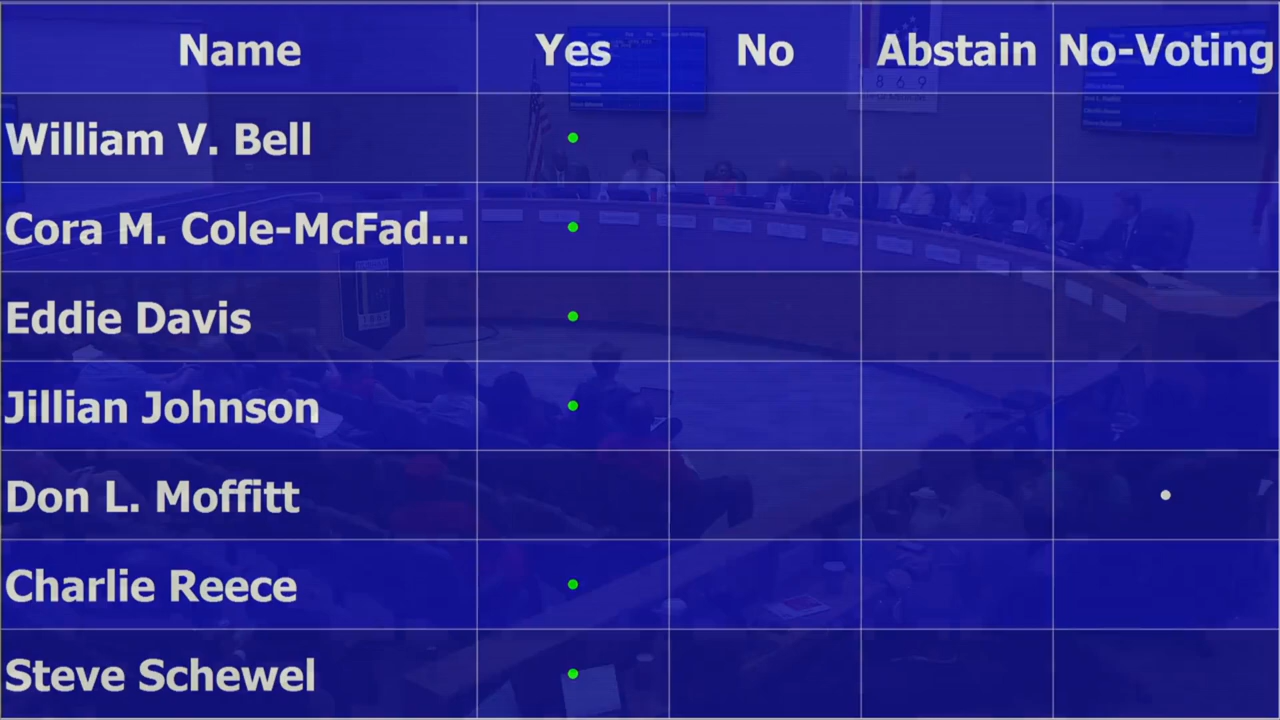 Name Yes No Abstain No-Voting
William V. Bell
Cora M. Cole-McFad...
Eddie Davis
Jillian Johnson
Don L. Moffitt
Charlie Reece
Steve Schewel
1869